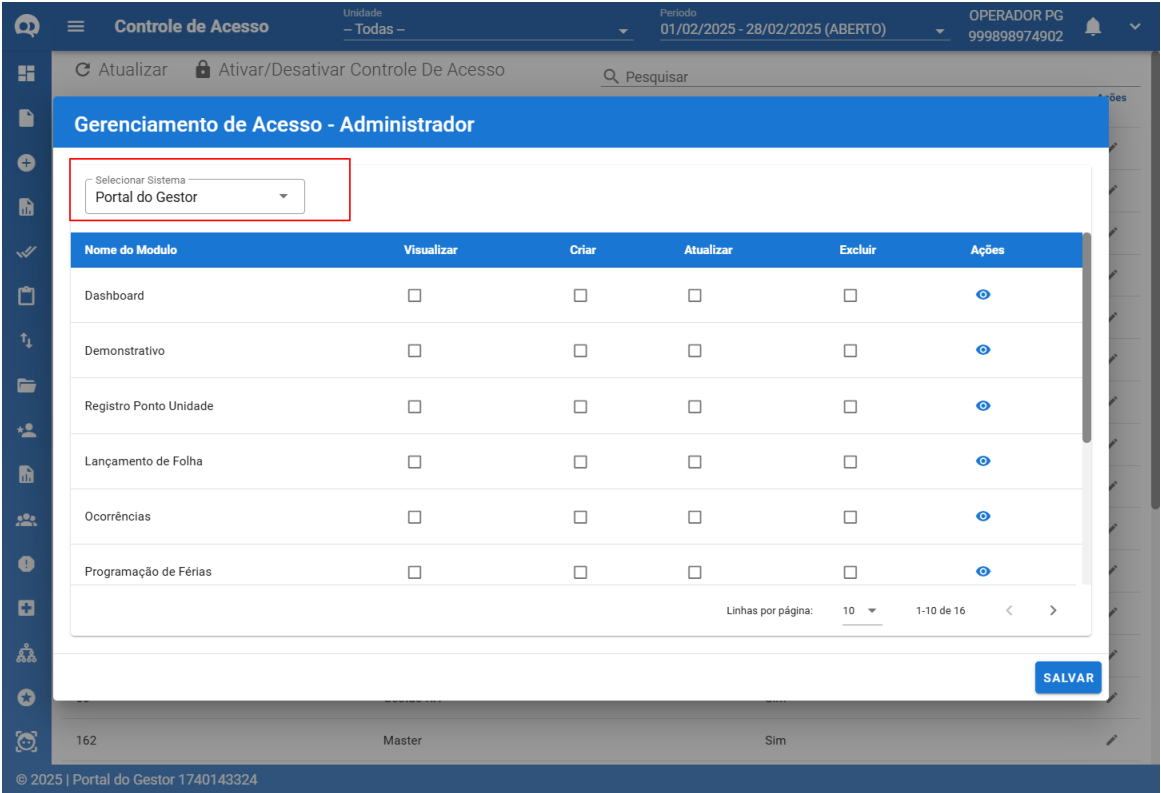 Controle de Acesso
Unidade
– Todas –
Periodo
01/02/2025 - 28/02/2025 (ABERTO)
OPERADOR PG
999898974902
Atualizar
Ativar/Desativar Controle De Acesso
Pesquisar
Gerenciamento de Acesso - Administrador
Selecionar Sistema
Portal do Gestor
Nome do Modulo Visualizar Criar Atualizar Excluir Ações
Dashboard
Demonstrativo
Registro Ponto Unidade
Lançamento de Folha
Ocorrências
Programação de Férias
Linhas por página: 10 1-10 de 16
SALVAR
162 Master Sim
© 2025 | Portal do Gestor 1740143324